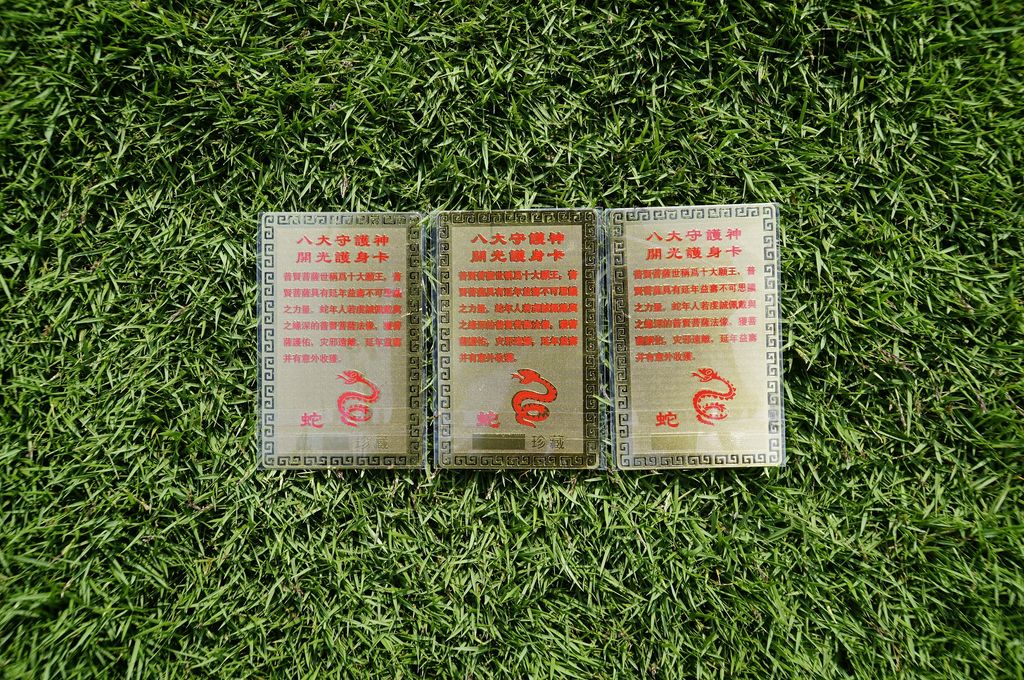 八大守護神
開光護身卡
普賢菩薩世稱爲十大願王，普
賢菩薩具有延年益壽不可思議
之力量。蛇年人若虔誠佩戴與
之緣深的普賢菩薩法像，獲菩
薩護佑，灾邪遠離，延年益壽
并有意外收獲。
蛇
珍藏
八大守護神
開光護身卡
普賢菩薩世稱爲十大願王，普
賢菩薩具有延年益壽不可思議
之力量。蛇年人若虔誠佩戴與
之緣深的普賢菩薩法像，獲菩
薩護佑，灾邪遠離，延年益壽
并有意外收獲。
蛇
珍藏
八大守護神
開光護身卡
普賢菩薩世稱爲十大願王，普
賢菩薩具有延年益壽不可思議
之力量。蛇年人若虔誠佩戴與
之緣深的普賢菩薩法像，獲菩
薩護佑，灾邪遠離，延年益壽
并有意外收獲。
蛇